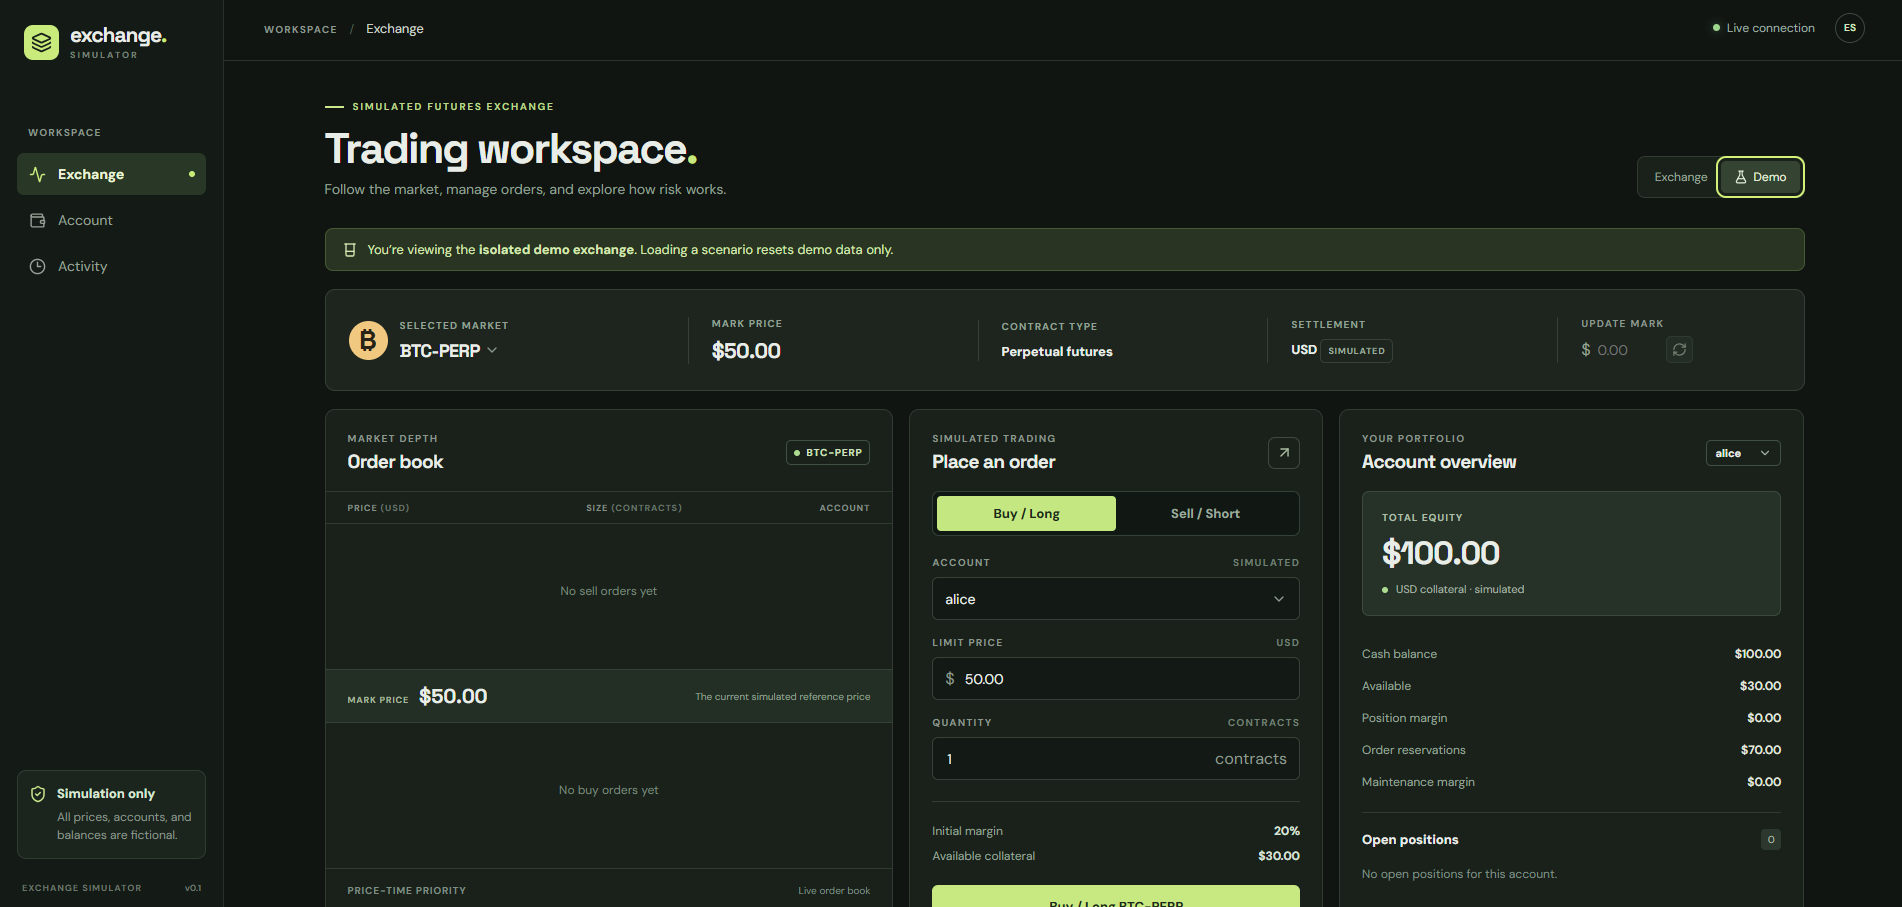 exchange.
SIMULATOR
WORKSPACE
Exchange
Account
Activity
Simulation only
All prices, accounts, and
balances are fictional.
EXCHANGE SIMULATOR v0.1
WORKSPACE / Exchange
Live connection
ES
SIMULATED FUTURES EXCHANGE
Trading workspace.
Follow the market, manage orders, and explore how risk works.
Exchange Demo
You're viewing the isolated demo exchange. Loading a scenario resets demo data only.
SELECTED MARKET
BTC-PERP
MARK PRICE
$50.00
CONTRACT TYPE
Perpetual futures
SETTLEMENT
USD SIMULATED
UPDATE MARK
$ 0.00
MARKET DEPTH
Order book
BTC-PERP
PRICE (USD) SIZE (CONTRACTS) ACCOUNT
No sell orders yet
MARK PRICE $50.00 The current simulated reference price
No buy orders yet
PRICE-TIME PRIORITY Live order book
SIMULATED TRADING
Place an order
Buy / Long Sell / Short
ACCOUNT SIMULATED
alice
LIMIT PRICE USD
$ 50.00
QUANTITY CONTRACTS
1 contracts
Initial margin 20%
Available collateral $30.00
Buy / Long BTC-PERP
YOUR PORTFOLIO
Account overview
alice
TOTAL EQUITY
$100.00
USD collateral · simulated
Cash balance $100.00
Available $30.00
Position margin $0.00
Order reservations $70.00
Maintenance margin $0.00
Open positions 0
No open positions for this account.